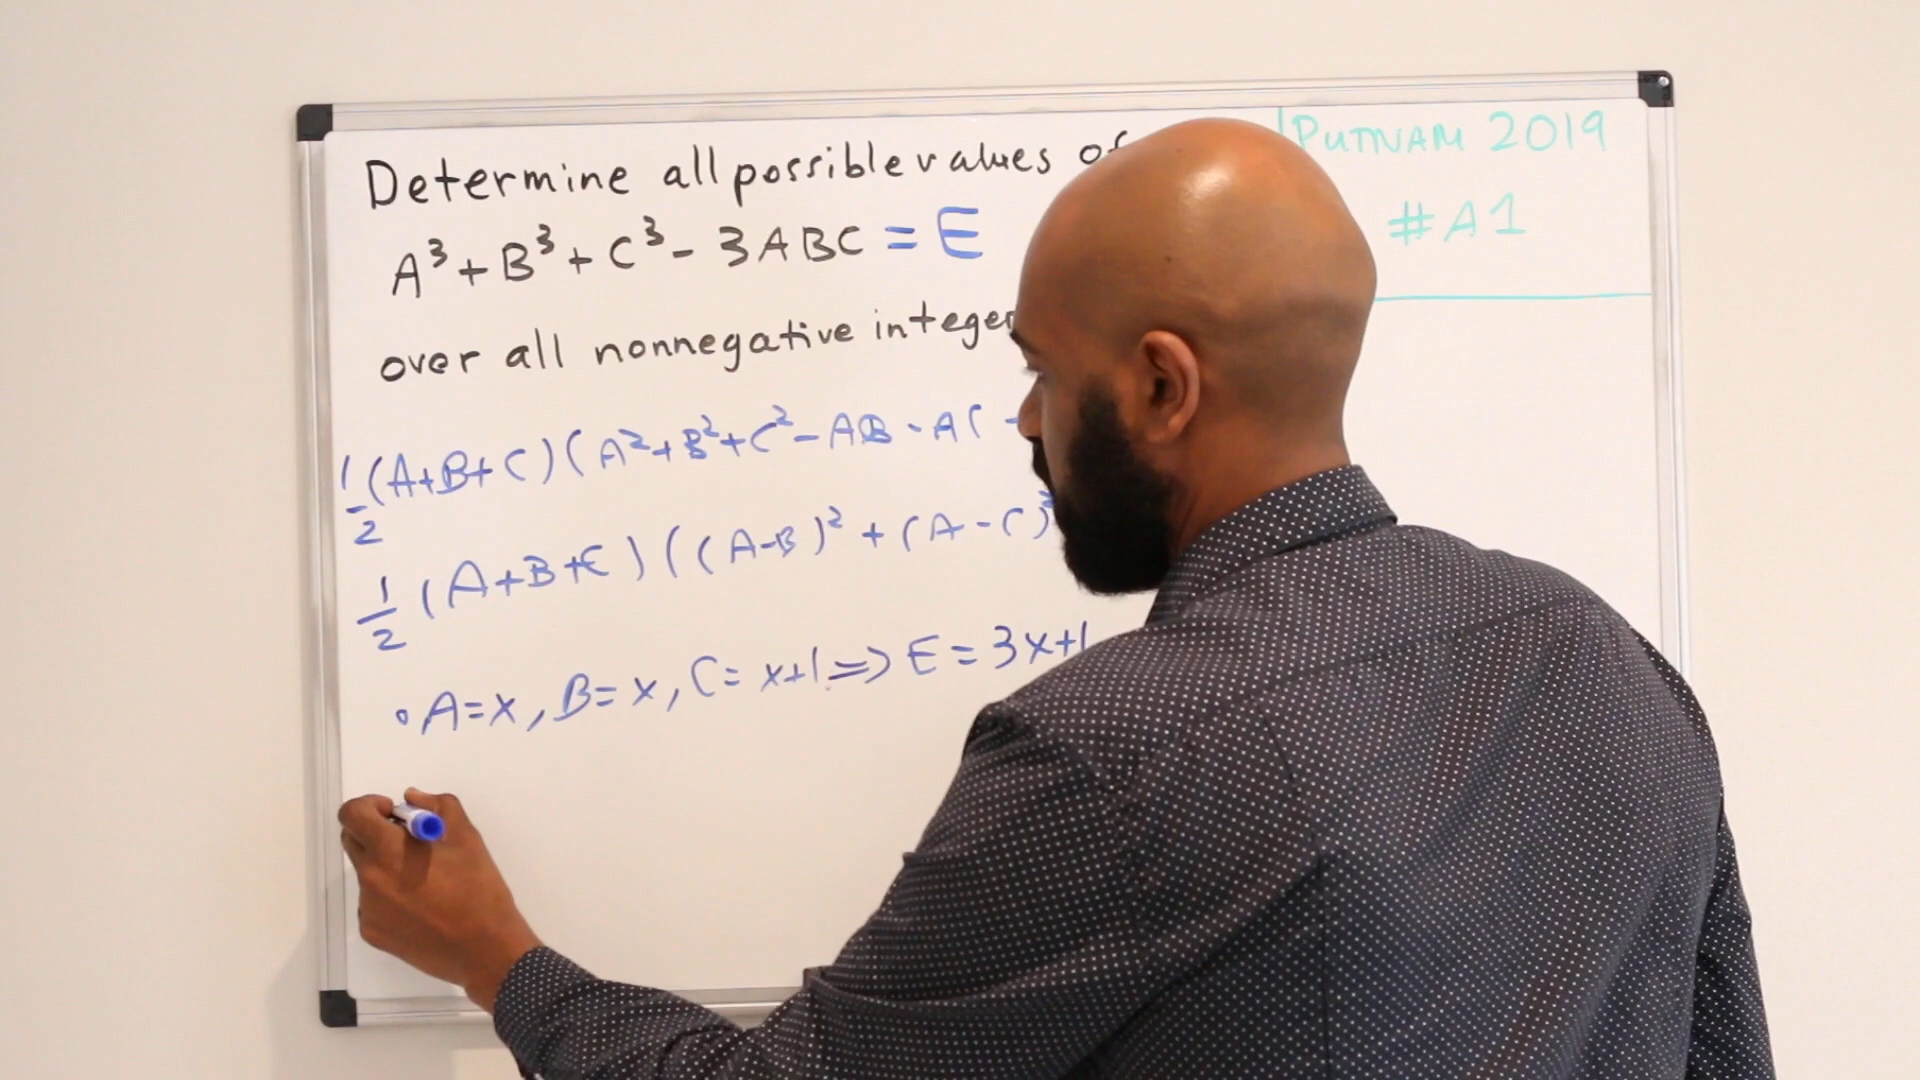 Determine all possible values of
A³ + B³ + C³ - 3ABC = E
over all nonnegative
1/2 (A+B+C)(A²+B²+C²-AB-AC
1/2 (A+B+C)((A-B)²+(A-C)²
• A=x, B=x, C=x+1 ⇒ E=3x+1
PUTNAM 2019
#A1